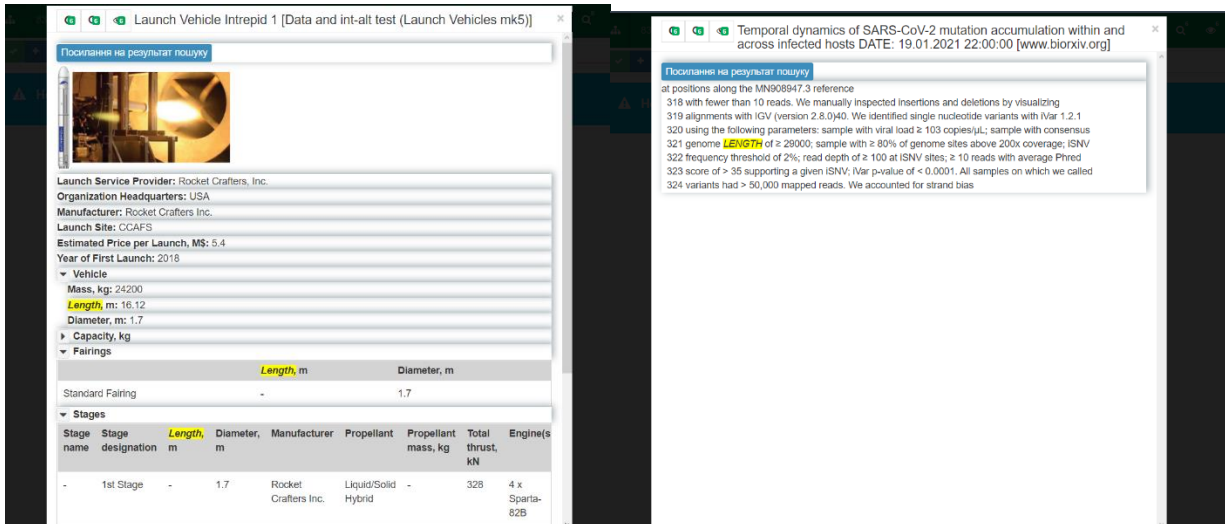 Launch Vehicle Intrepid 1 [Data and int-alt test (Launch Vehicles mk5)] ×
Посилання на результат пошуку
Launch Service Provider: Rocket Crafters, Inc.
Organization Headquarters: USA
Manufacturer: Rocket Crafters Inc.
Launch Site: CCAFS
Estimated Price per Launch, M$: 5.4
Year of First Launch: 2018
Vehicle
Mass, kg: 24200
Length, m: 16.12
Diameter, m: 1.7
Capacity, kg
Fairings
Length, m Diameter, m
Standard Fairing - 1.7
Stages
Stage Stage Length, Diameter, Manufacturer Propellant Propellant Total Engine(s
name designation m m mass, kg thrust,
kN
- 1st Stage - 1.7 Rocket Liquid/Solid - 328 4 x
Crafters Inc. Hybrid Sparta-
82B
Temporal dynamics of SARS-CoV-2 mutation accumulation within and ×
across infected hosts DATE: 19.01.2021 22:00:00 [www.biorxiv.org]
Посилання на результат пошуку
at positions along the MN908947.3 reference
318 with fewer than 10 reads. We manually inspected insertions and deletions by visualizing
319 alignments with IGV (version 2.8.0)40. We identified single nucleotide variants with iVar 1.2.1
320 using the following parameters: sample with viral load ≥ 103 copies/μL; sample with consensus
321 genome LENGTH of ≥ 29000; sample with ≥ 80% of genome sites above 200x coverage; iSNV
322 frequency threshold of 2%; read depth of ≥ 100 at iSNV sites; ≥ 10 reads with average Phred
323 score of > 35 supporting a given iSNV; iVar p-value of < 0.0001. All samples on which we called
324 variants had > 50,000 mapped reads. We accounted for strand bias